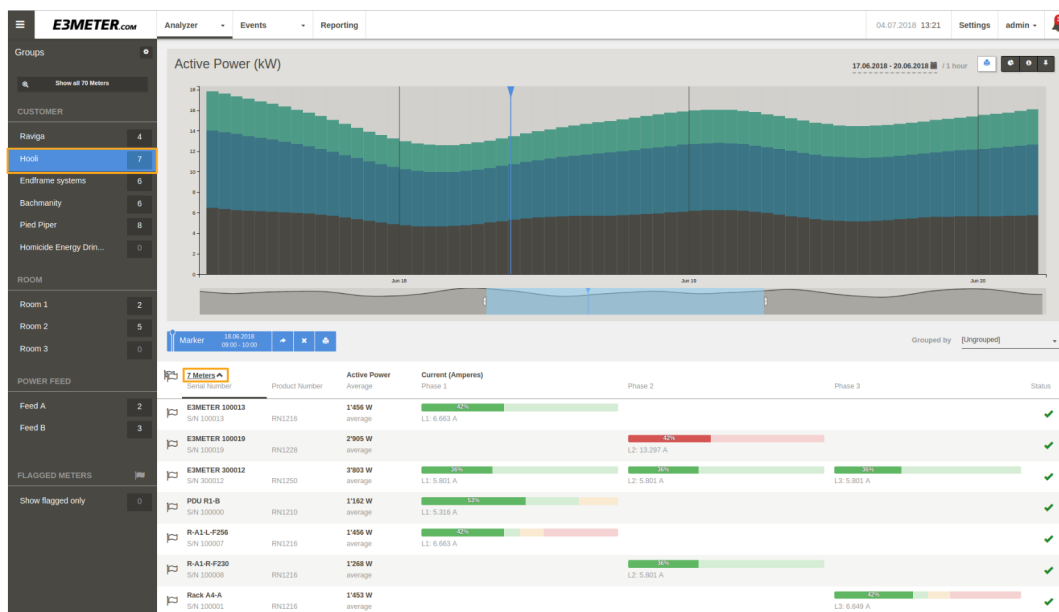 E3METER.COM
Analyzer
Events
Reporting
04.07.2018 13:21
Settings
admin
Groups
Show all 70 Meters
CUSTOMER
Raviga 4
Hooli 7
Endframe systems 6
Bachmanity 6
Pied Piper 8
Homicide Energy Drin... 0
ROOM
Room 1 2
Room 2 5
Room 3 0
POWER FEED
Feed A 2
Feed B 3
FLAGGED METERS
Show flagged only 0
Active Power (kW)
17.06.2018 - 20.06.2018 / 1 hour
18
16
14
12
10
8
6
4
2
0
Jun 18 Jun 19 Jun 20
Marker 18.06.2018
09:00 - 10:00
Grouped by [Ungrouped]
7 Meters Active Power Current (Amperes)
Serial Number Product Number Average Phase 1 Phase 2 Phase 3 Status
E3METER 100013 1'456 W 42%
S/N 100013 RN1216 average L1: 6.663 A
E3METER 100019 2'905 W 42%
S/N 100019 RN1228 average L2: 13.297 A
E3METER 300012 3'803 W 36% 36% 36%
S/N 300012 RN1250 average L1: 5.801 A L2: 5.801 A L3: 5.801 A
PDU R1-B 1'162 W 53%
S/N 100000 RN1210 average L1: 5.316 A
R-A1-L-F256 1'456 W 42%
S/N 100007 RN1216 average L1: 6.663 A
R-A1-R-F230 1'268 W 36%
S/N 100008 RN1216 average L2: 5.801 A
Rack A4-A 1'453 W 42%
S/N 100001 RN1216 average L3: 6.649 A